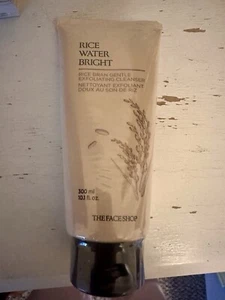 RICE
WATER
BRIGHT
RICE BRAN GENTLE
EXFOLIATING CLEANSER
NETTOYANT EXFOLIANT
DOUX AU SON DE RIZ
300 ml
10.1 fl. oz.
THE FACE SHOP